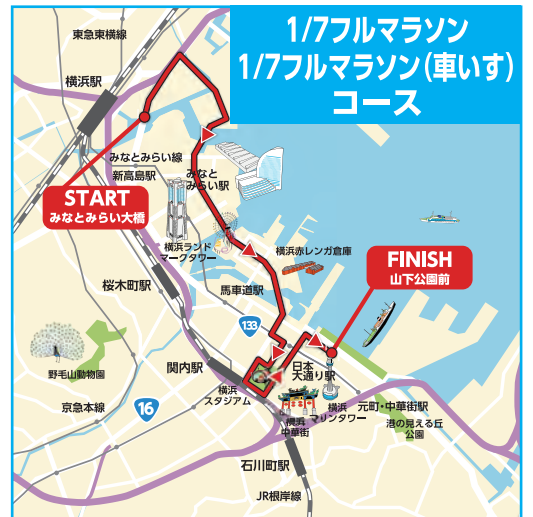 1/7フルマラソン
1/7フルマラソン(車いす)
コース
東急東横線
横浜駅
みなとみらい線
新高島駅
みなと
みらい駅
START
みなとみらい大橋
横浜ランド
マークタワー
横浜赤レンガ倉庫
FINISH
山下公園前
桜木町駅
馬車道駅
133
野毛山動物園
関内駅
日本
大通り駅
横浜
スタジアム
京急本線
16
横浜
中華街
横浜
マリンタワー
元町・中華街駅
港の見える丘
公園
石川町駅
JR根岸線